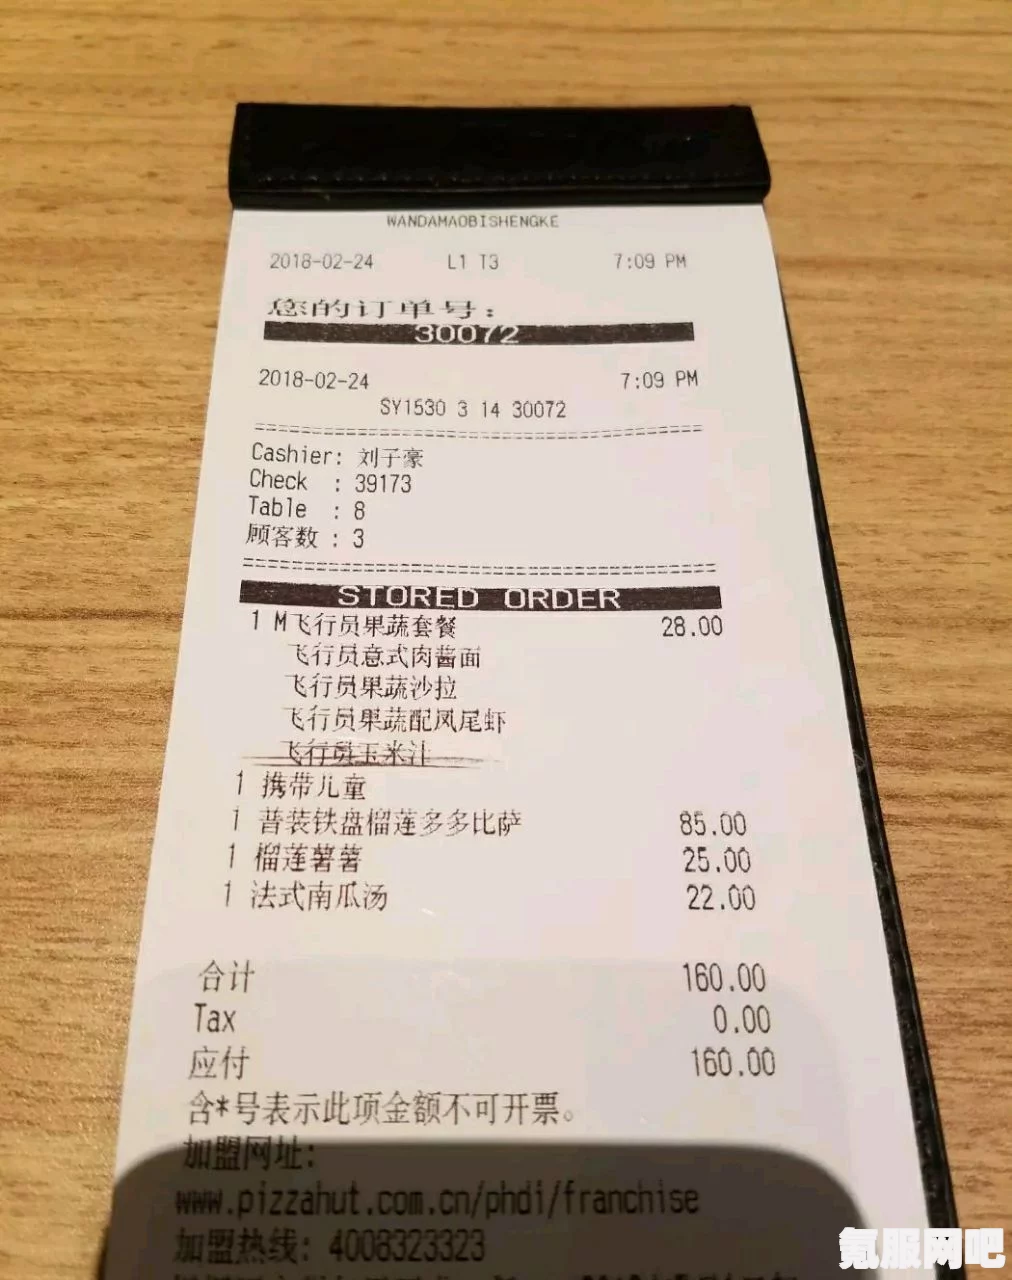 WANDAMAOBISHENGKE
2018-02-24 L1 T3 7:09 PM
您的订单号:
30072
2018-02-24 7:09 PM
SY1530 3 14 30072
Cashier: 刘子豪
Check : 39173
Table : 8
顾客数 : 3
STORED ORDER
1 M飞行员果蔬套餐 28.00
飞行员意式肉酱面
飞行员果蔬沙拉
飞行员果蔬配凤尾虾
飞行员玉米汁
1 携带儿童
1 普装铁盘榴莲多多比萨 85.00
1 榴莲薯薯 25.00
1 法式南瓜汤 22.00
合计 160.00
Tax 0.00
应付 160.00
含*号表示此项金额不可开票。
加盟网址:
www.pizzahut.com.cn/phdi/franchise
加盟热线: 4008323323
氪服网吧